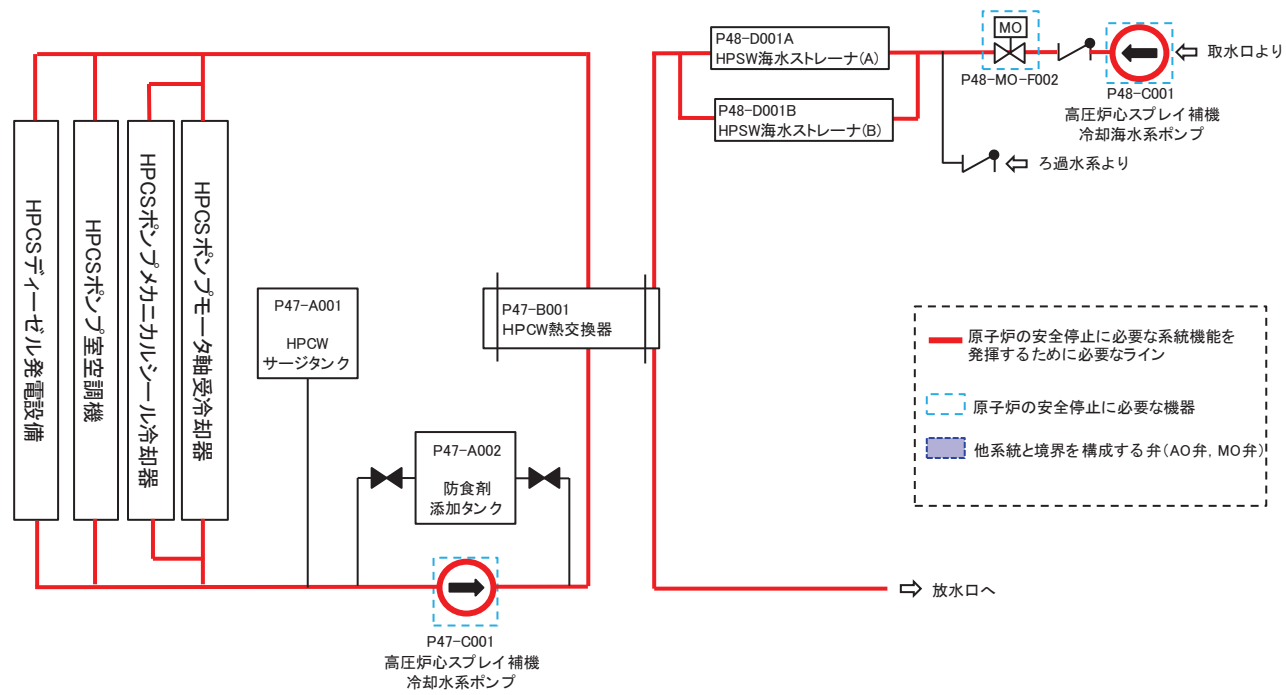 P48-D001A
HPSW海水ストレーナ(A)
P48-D001B
HPSW海水ストレーナ(B)
MO
P48-MO-F002
取水口より
P48-C001
高圧炉心スプレイ補機
冷却海水系ポンプ
ろ過水系より
HPCSディーゼル発電設備
HPCSポンプ室空調機
HPCSポンプメカニカルシール冷却器
HPCSポンプモータ軸受冷却器
P47-A001
HPCW
サージタンク
P47-B001
HPCW熱交換器
P47-A002
防食剤
添加タンク
P47-C001
高圧炉心スプレイ補機
冷却水系ポンプ
原子炉の安全停止に必要な系統機能を
発揮するために必要なライン
原子炉の安全停止に必要な機器
他系統と境界を構成する弁(AO弁, MO弁)
放水口へ